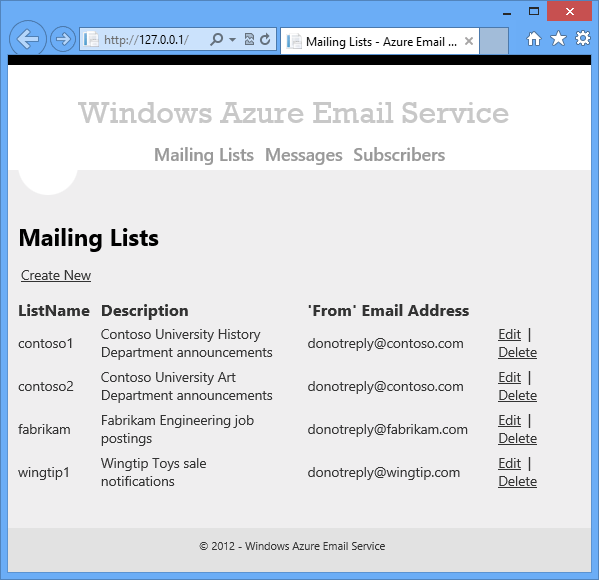 http://127.0.0.1/
Mailing Lists - Azure Email ...
Windows Azure Email Service
Mailing Lists Messages Subscribers
Mailing Lists
Create New
ListName Description 'From' Email Address
contoso1 Contoso University History Department announcements donotreply@contoso.com Edit | Delete
contoso2 Contoso University Art Department announcements donotreply@contoso.com Edit | Delete
fabrikam Fabrikam Engineering job postings donotreply@fabrikam.com Edit | Delete
wingtip1 Wingtip Toys sale notifications donotreply@wingtip.com Edit | Delete
© 2012 - Windows Azure Email Service